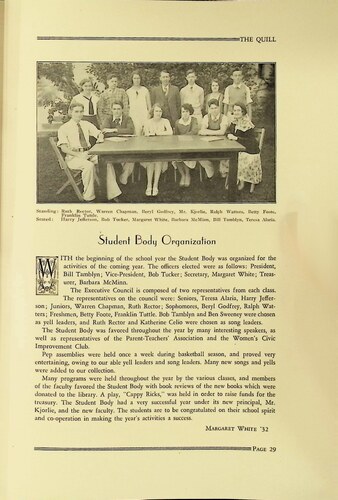 THE QUILL
Standing: Ruth Rector, Warren Chapman, Beryl Godfrey, Mr. Kjorlie, Ralph Watters, Betty Foote,
Franklin Tuttle.
Seated: Harry Jefferson, Bob Tucker, Margaret White, Barbara McMinn, Bill Tamblyn, Teresa Alaria.
Student Body Organization
WITH the beginning of the school year the Student Body was organized for the
activities of the coming year. The officers elected were as follows: President,
Bill Tamblyn; Vice-President, Bob Tucker; Secretary, Margaret White; Treas-
urer, Barbara McMinn.
The Executive Council is composed of two representatives from each class.
The representatives on the council were: Seniors, Teresa Alaria, Harry Jeffer-
son; Juniors, Warren Chapman, Ruth Rector; Sophomores, Beryl Godfrey, Ralph Wat-
ters; Freshmen, Betty Foote, Franklin Tuttle. Bob Tamblyn and Ben Sweeny were chosen
as yell leaders, and Ruth Rector and Katherine Celio were chosen as song leaders.
The Student Body was favored throughout the year by many interesting speakers, as
well as representatives of the Parent-Teachers' Association and the Women's Civic
Improvement Club.
Pep assemblies were held once a week during basketball season, and proved very
entertaining, owing to our able yell leaders and song leaders. Many new songs and yells
were added to our collection.
Many programs were held throughout the year by the various classes, and members
of the faculty favored the Student Body with book reviews of the new books which were
donated to the library. A play, "Cappy Ricks," was held in order to raise funds for the
treasury. The Student Body had a very successful year under its new principal, Mr.
Kjorlie, and the new faculty. The students are to be congratulated on their school spirit
and co-operation in making the year's activities a success.
MARGARET WHITE '32
PAGE 29